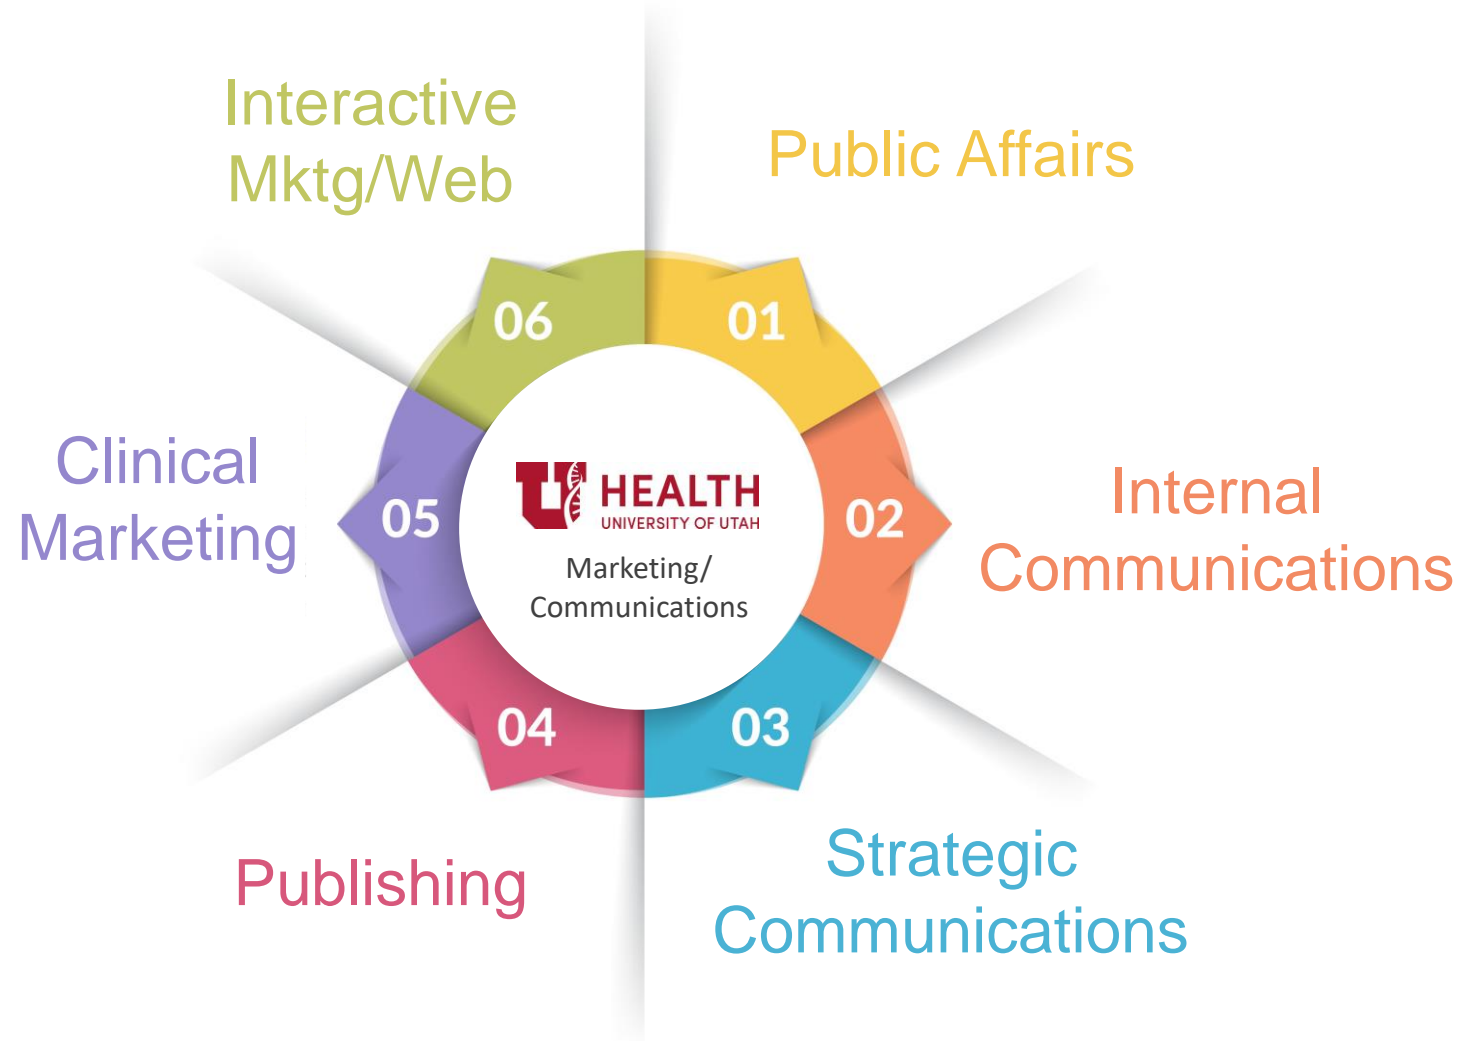 Interactive
Mktg/Web
Public Affairs
06
01
Clinical
Marketing
05
U HEALTH
UNIVERSITY OF UTAH
Marketing/
Communications
02
Internal
Communications
04
03
Publishing
Strategic
Communications